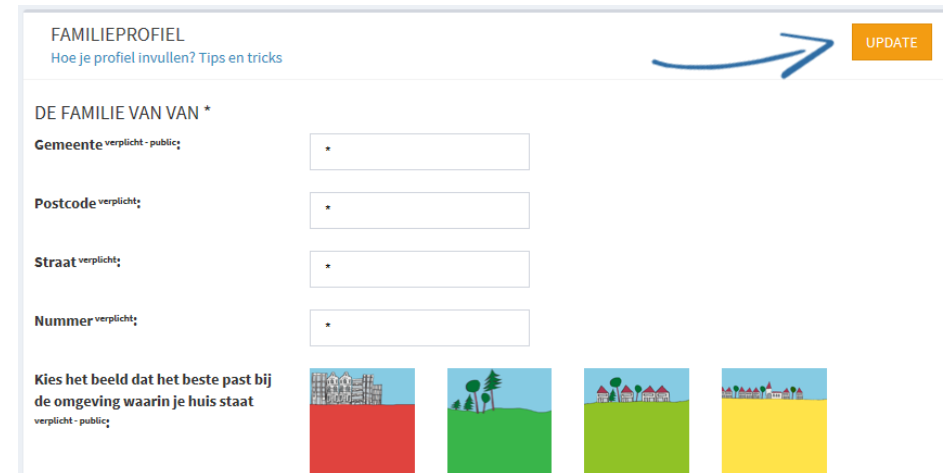 FAMILIEPROFIEL
Hoe je profiel invullen? Tips en tricks
UPDATE
DE FAMILIE VAN VAN *
Gemeente verplicht - public:
*
Postcode verplicht:
*
Straat verplicht:
*
Nummer verplicht:
*
Kies het beeld dat het beste past bij
de omgeving waarin je huis staat
verplicht - public: